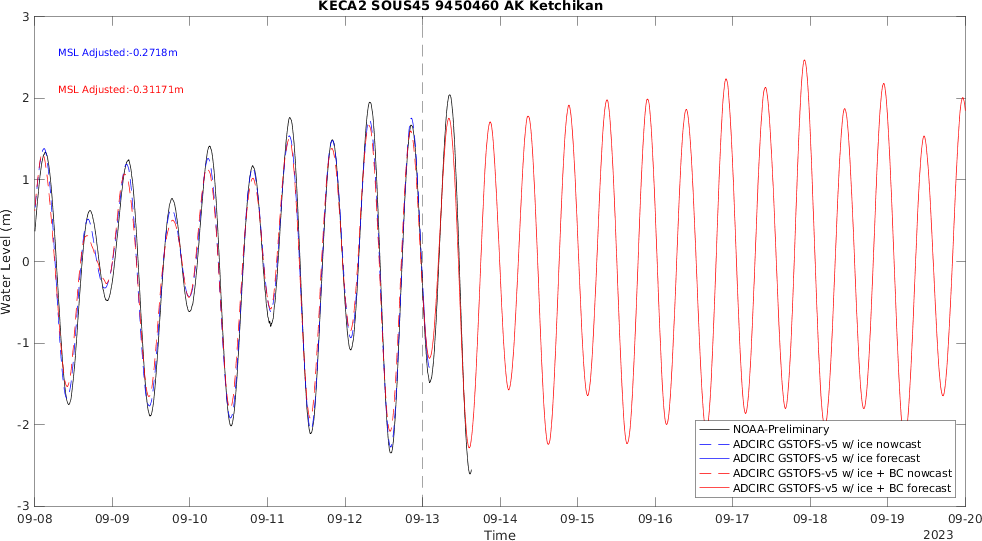 KECA2 SOUS45 9450460 AK Ketchikan
MSL Adjusted:-0.2718m
MSL Adjusted:-0.31171m
Water Level (m)
3
2
1
0
-1
-2
-3
NOAA-Preliminary
ADCIRC GSTOFS-v5 w/ ice nowcast
ADCIRC GSTOFS-v5 w/ ice forecast
ADCIRC GSTOFS-v5 w/ ice + BC nowcast
ADCIRC GSTOFS-v5 w/ ice + BC forecast
09-08 09-09 09-10 09-11 09-12 09-13 09-14 09-15 09-16 09-17 09-18 09-19 09-20
Time
2023